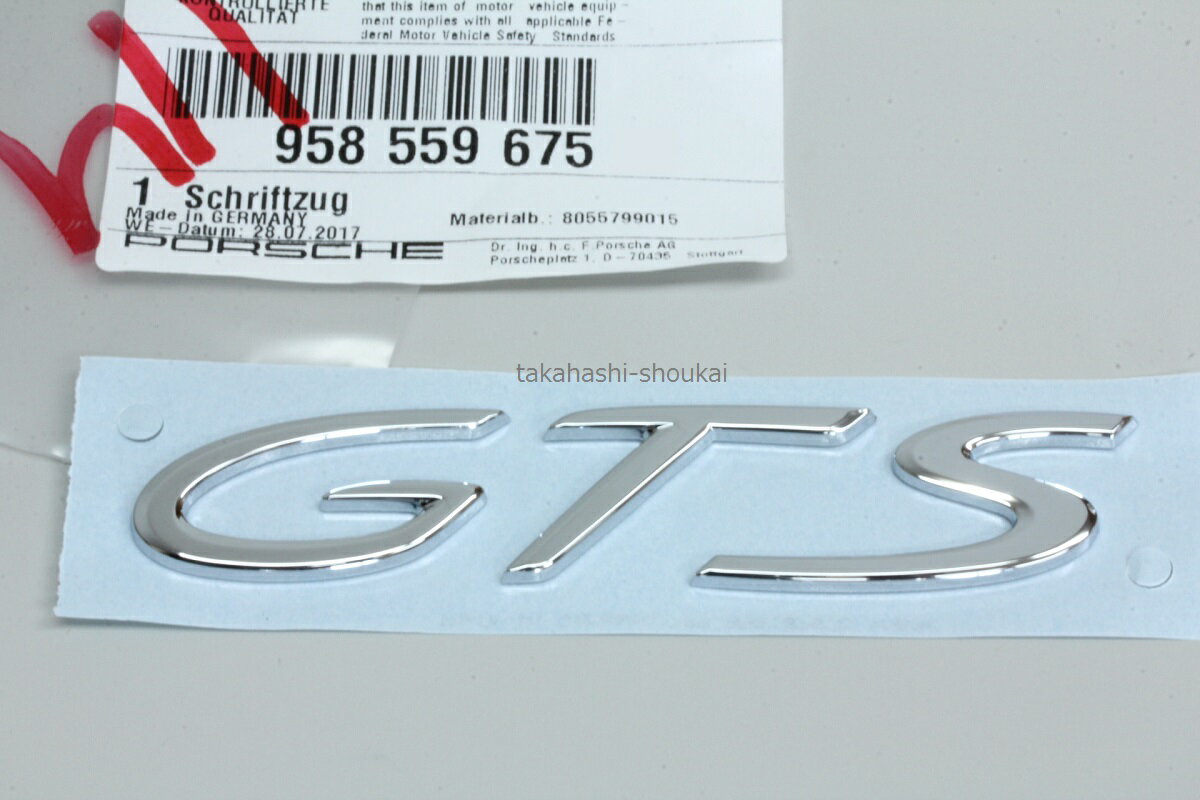 KONTROLLIERTE
QUALITÄT
that this item of motor vehicle equip-
ment complies with all applicable Fe-
deral Motor Vehicle Safety Standards
958 559 675
1 Schriftzug
Made in GERMANY
WE-Datum: 28.07.2017
Materialb.: 8055799015
PORSCHE
Dr. Ing. h.c. F. Porsche AG
Porscheplatz 1, D-70435 Stuttgart
takahashi-shoukai
GTS